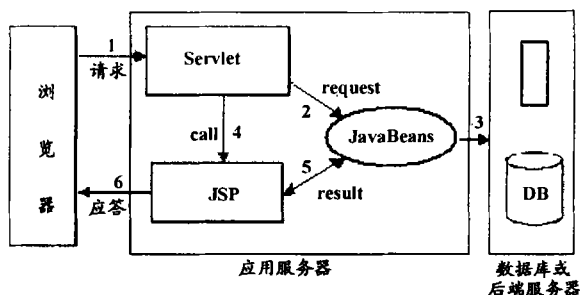 浏览器
1
请求
Servlet
request
2
call 4
JavaBeans
3
5
result
6
应答
JSP
DB
应用服务器
数据库或
后端服务器